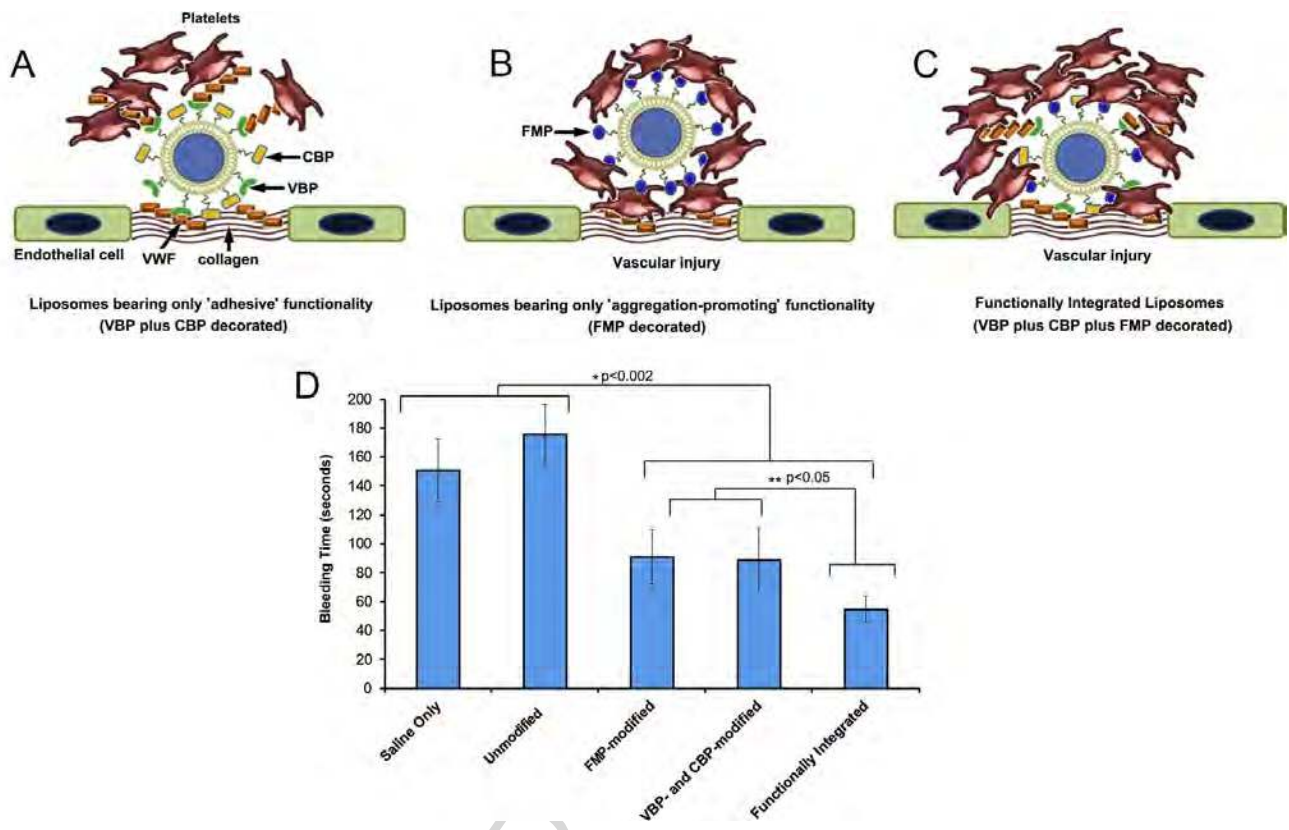 A
Platelets
CBP
VBP
Endothelial cell
VWF
collagen
Liposomes bearing only 'adhesive' functionality
(VBP plus CBP decorated)
B
FMP
Vascular injury
Liposomes bearing only 'aggregation-promoting' functionality
(FMP decorated)
C
Vascular injury
Functionally Integrated Liposomes
(VBP plus CBP plus FMP decorated)
D
* p<0.002
** p<0.05
Bleeding Time (seconds)
200
180
160
140
120
100
80
60
40
20
0
Saline Only
Unmodified
FMP-modified
VBP- and CBP-modified
Functionally Integrated